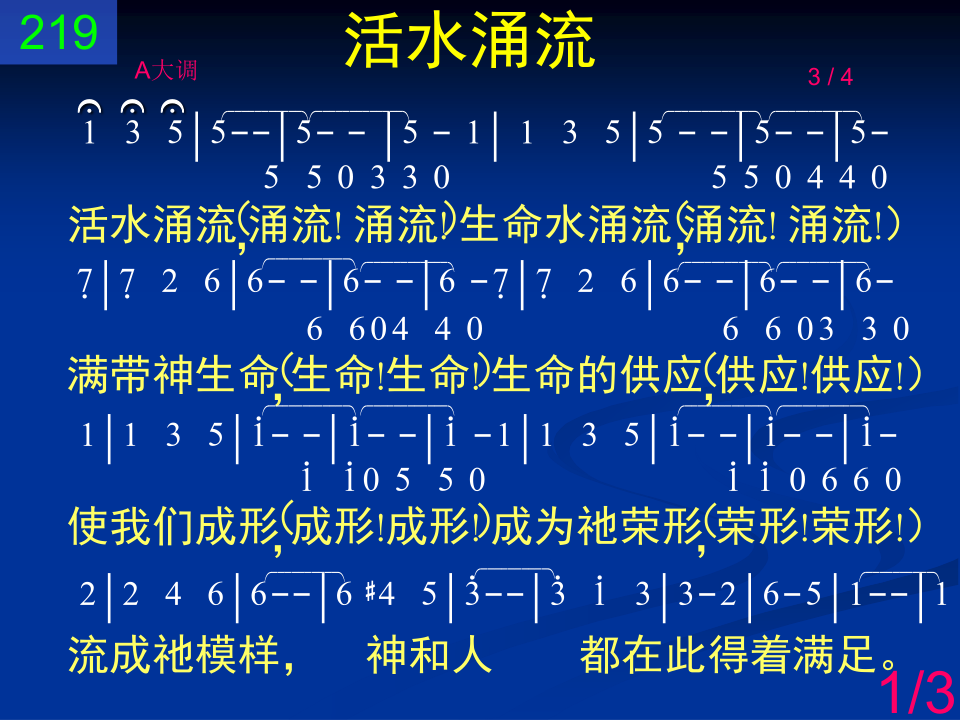 219
活水涌流
A大调
3 / 4
1 3 5|5--|5-- |5 - 1| 1 3 5|5 --|5--|5-
5 5 0 3 3 0 5 5 0 4 4 0
活水涌流,(涌流! 涌流!)生命水涌流,(涌流! 涌流!)
7̣|7̣ 2 6|6--|6--|6 -7̣|7̣ 2 6|6--|6--|6-
6 6 0 4 4 0 6 6 0 3 3 0
满带神生命,(生命!生命!)生命的供应,(供应!供应!)
1|1 3 5|i--|i--|i -1|1 3 5|i--|i--|i-
i i 0 5 5 0 i i 0 6 6 0
使我们成形,(成形!成形!)成为祂荣形,(荣形!荣形!)
2|2 4 6|6--|6 #4 5|3̇--|3̇ i 3|3-2|6-5|1--|1
流成祂模样, 神和人 都在此得着满足。
1/3